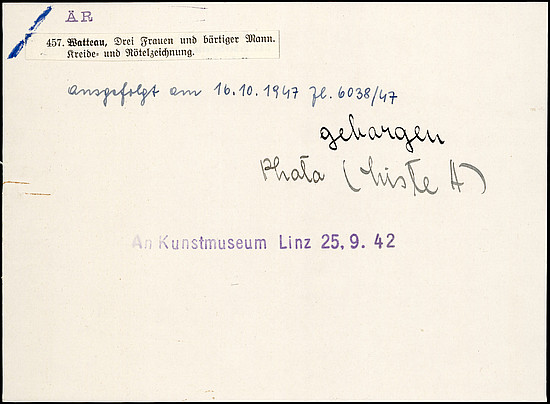 ÄR
457. Watteau, Drei Frauen und bärtiger Mann.
Kreide- und Rötelzeichnung.
ausgefolgt am 16.10.1947 Zl. 6038/47
geborgen
Photo (Liste A)
An Kunstmuseum Linz 25. 9. 42